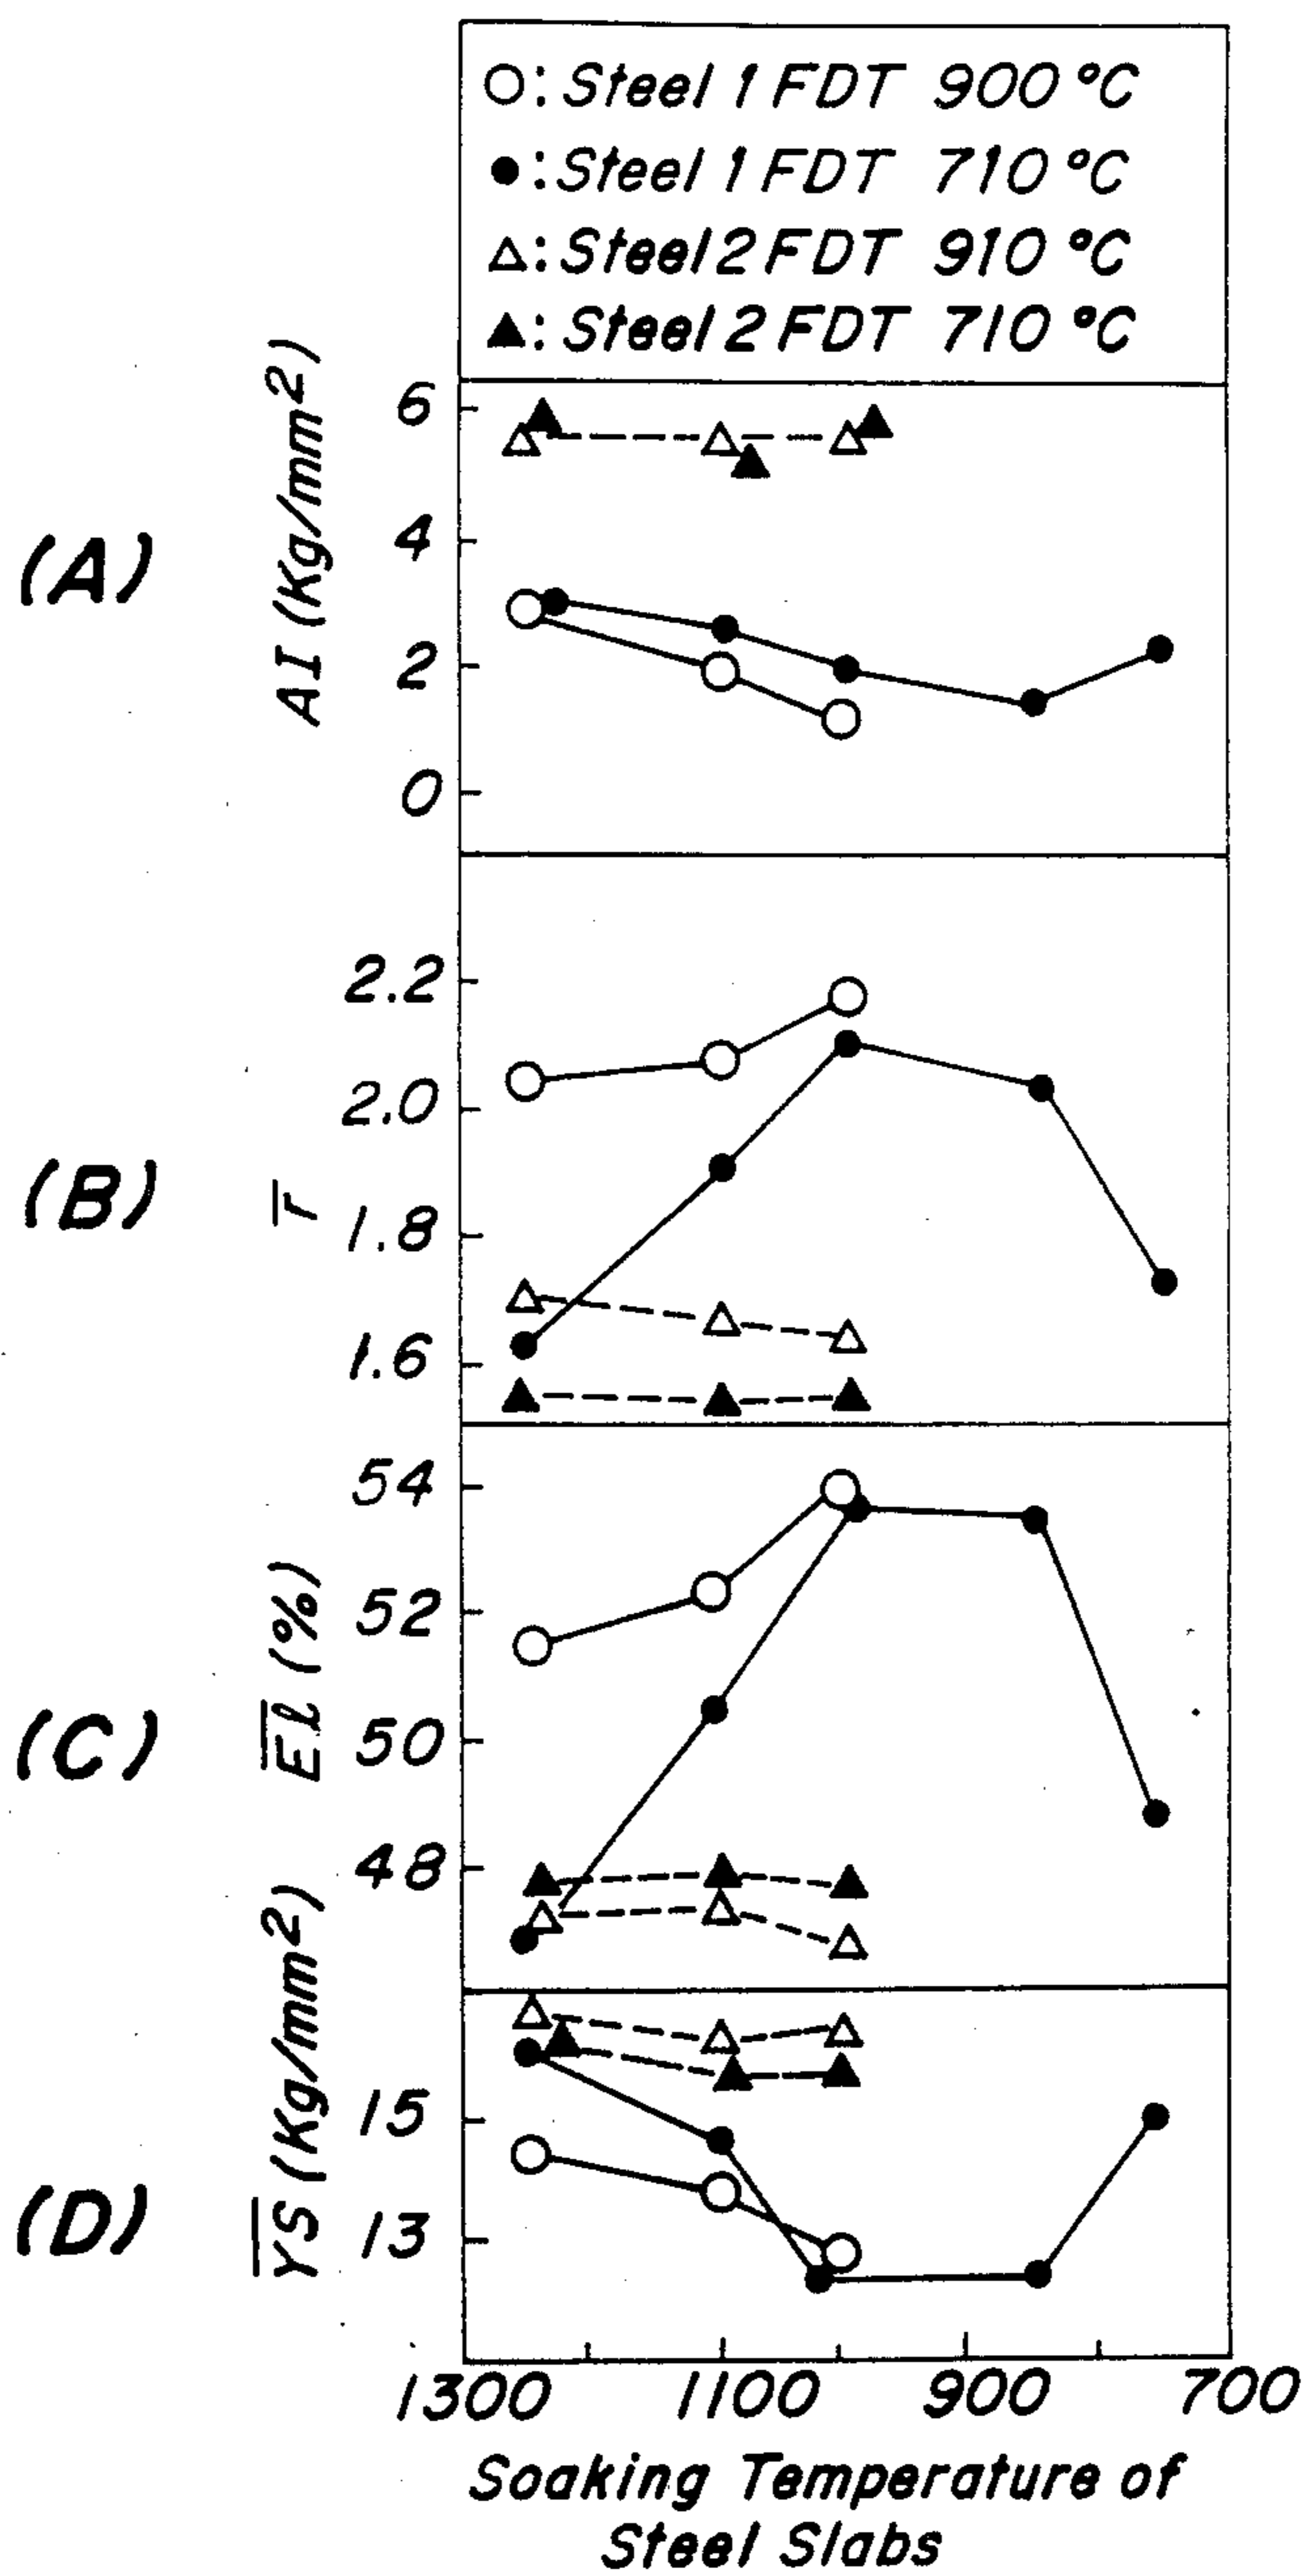 ○: Steel 1 FDT 900 °C
●: Steel 1 FDT 710 °C
△: Steel 2 FDT 910 °C
▲: Steel 2 FDT 710 °C
(A)
AI (Kg/mm²)
6
4
2
0
(B)
r̅
2.2
2.0
1.8
1.6
(C)
E̅l̅ (%)
54
52
50
48
(D)
Y̅S̅ (Kg/mm²)
15
13
1300 1100 900 700
Soaking Temperature of
Steel Slabs